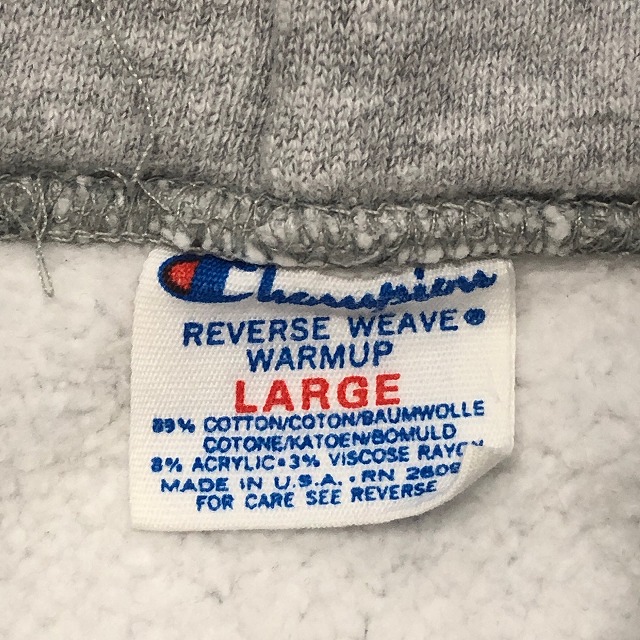 Champion
REVERSE WEAVE®
WARMUP
LARGE
89% COTTON/COTON/BAUMWOLLE
COTONE/KATOEN/BOMULD
8% ACRYLIC•3% VISCOSE RAYON
MADE IN U.S.A. • RN 2609
FOR CARE SEE REVERSE